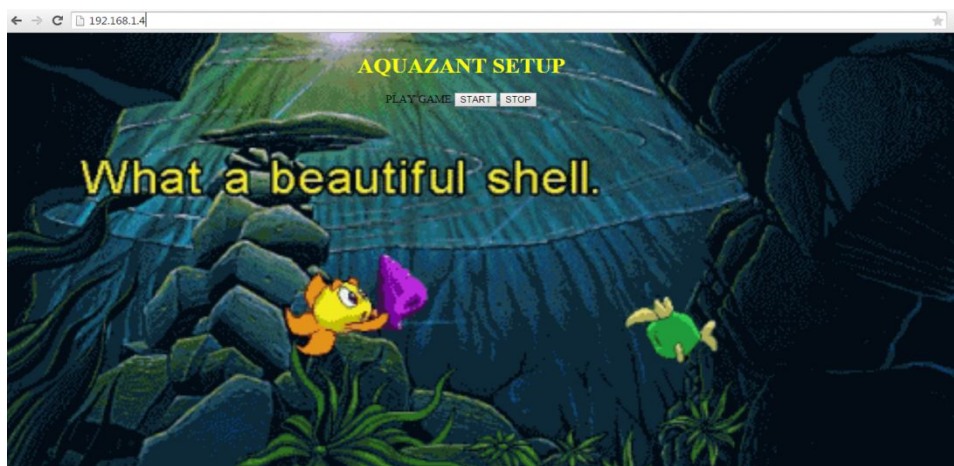 192.168.1.4
AQUAZANT SETUP
PLAY GAME START STOP
What a beautiful shell.